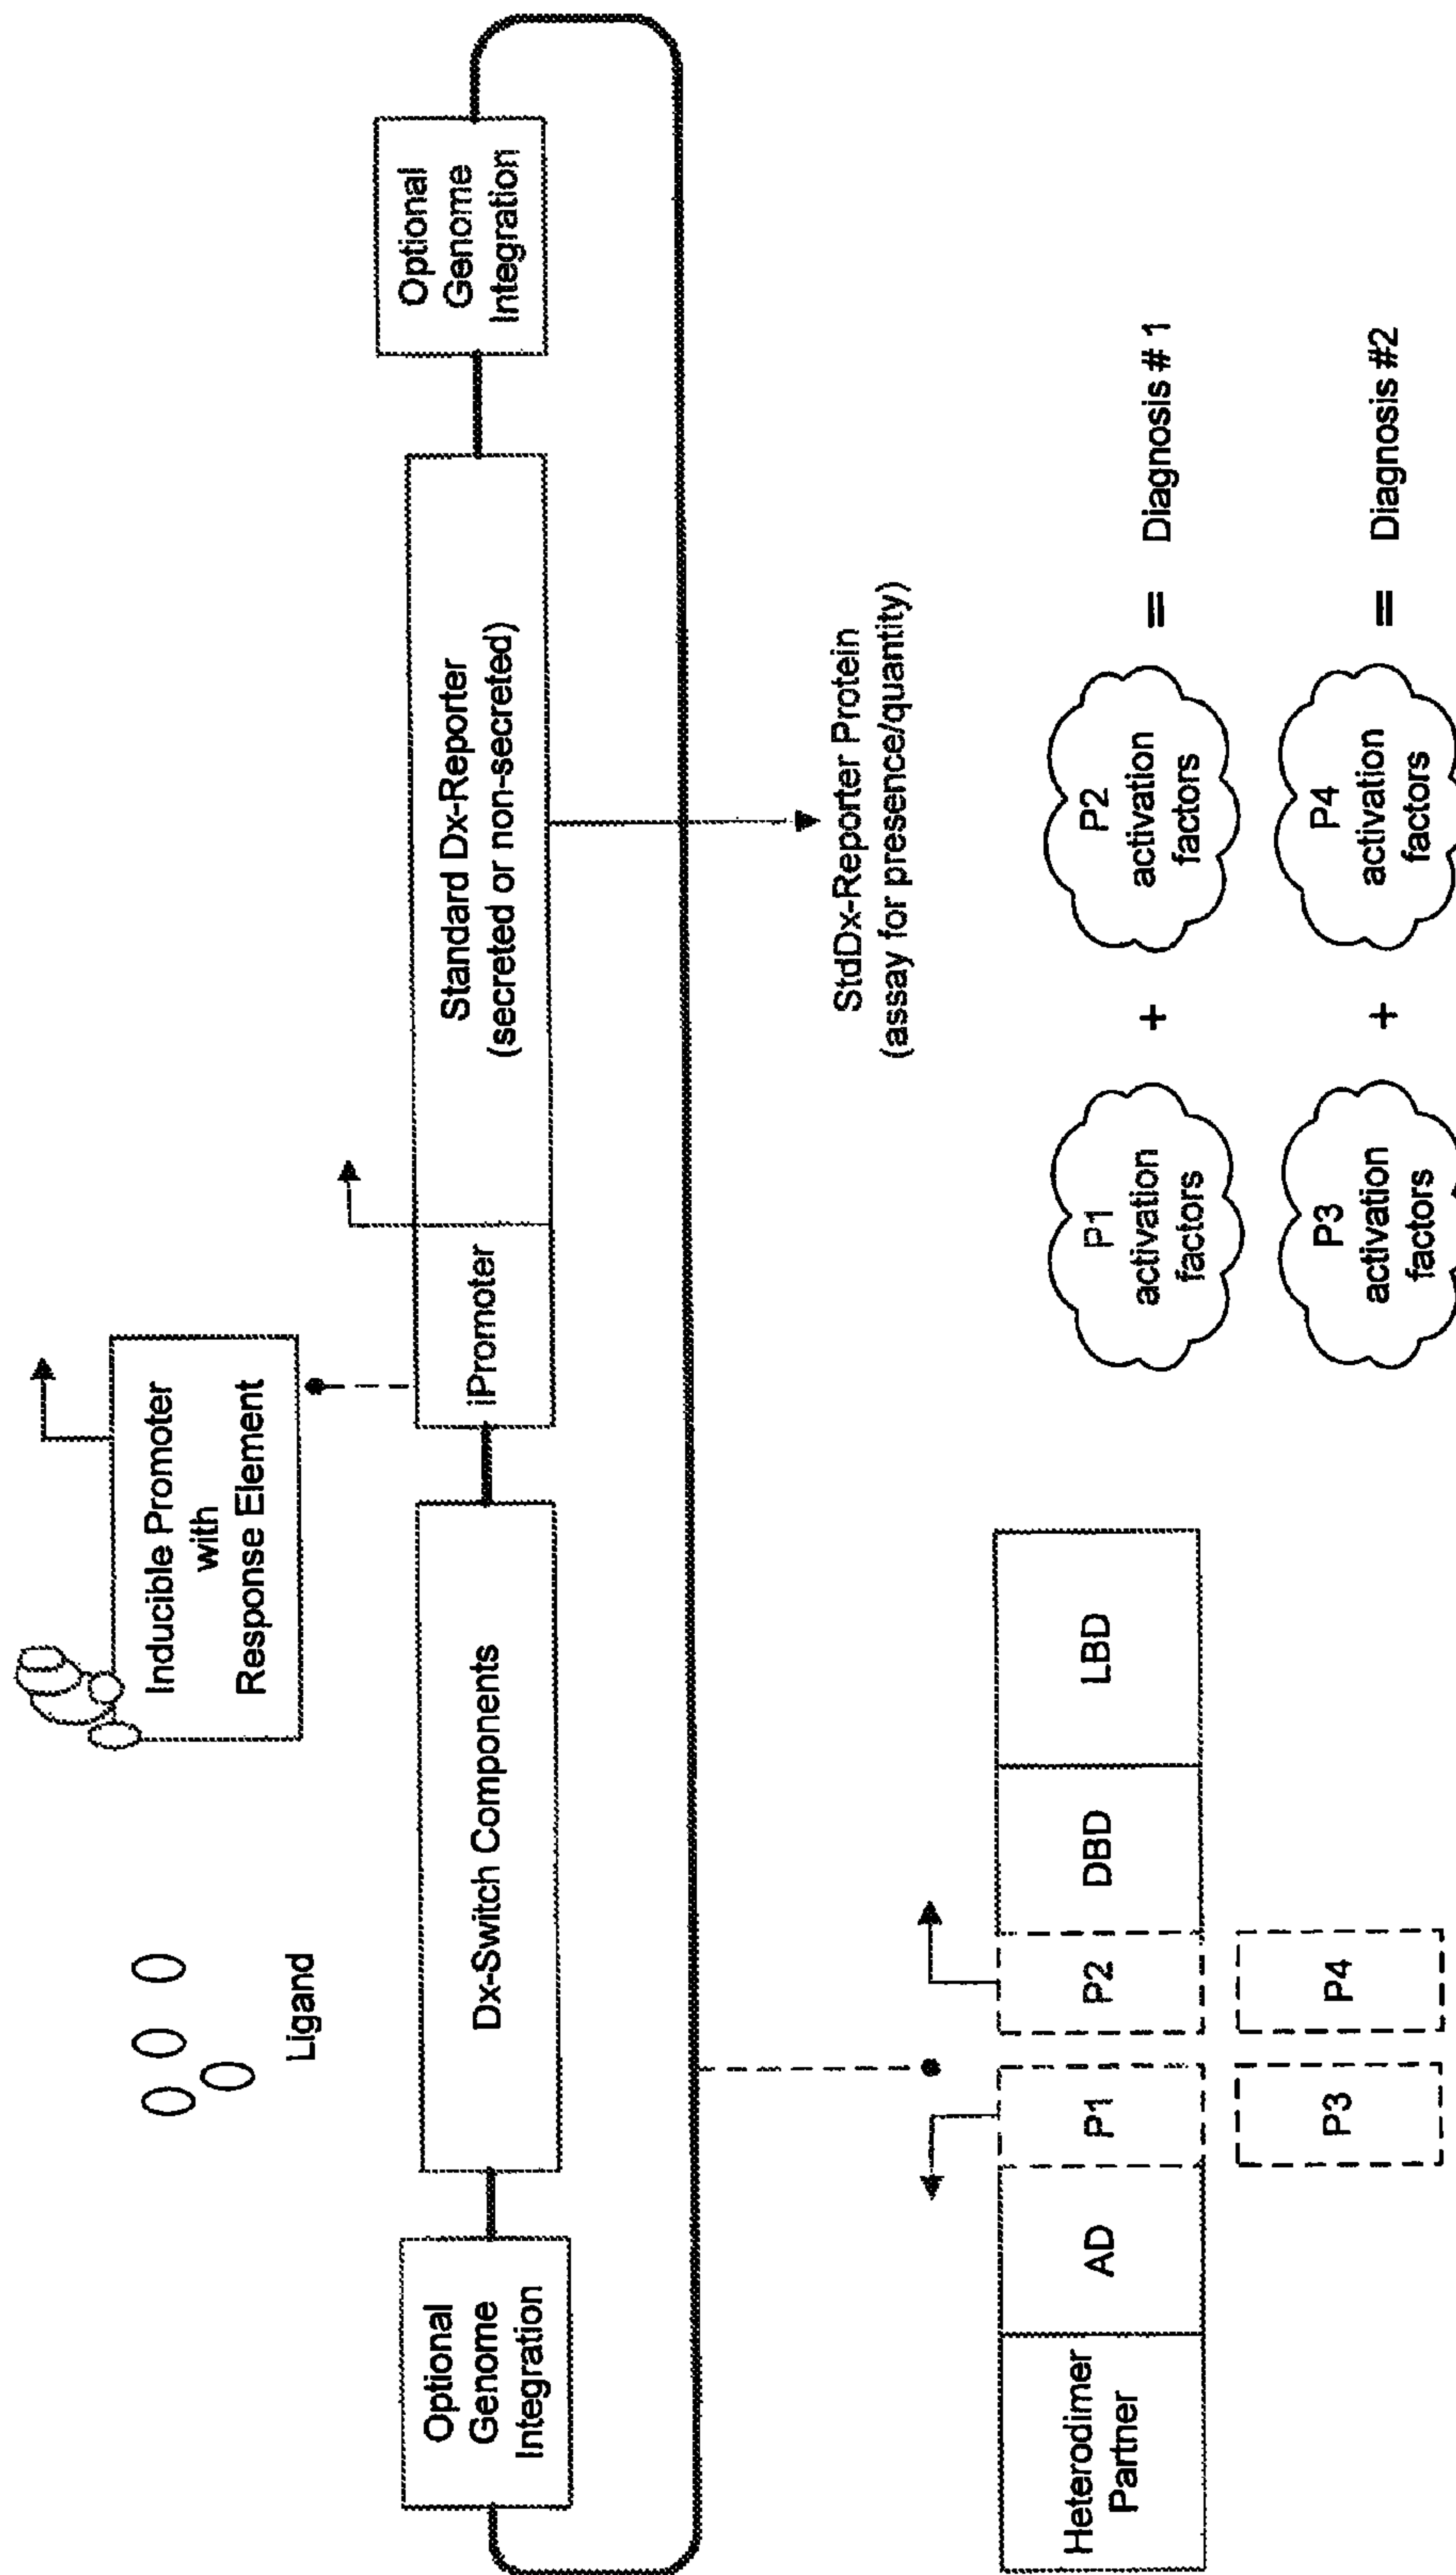 Ligand
Inducible Promoter
with
Response Element
Optional
Genome
Integration
Dx-Switch Components
iPromoter
Standard Dx-Reporter
(secreted or non-secreted)
Optional
Genome
Integration
StdDx-Reporter Protein
(assay for presence/quantity)
Heterodimer
Partner
AD
P1
P2
DBD
LBD
P3
P4
P1
activation
factors
+
P2
activation
factors
=
Diagnosis # 1
P3
activation
factors
+
P4
activation
factors
=
Diagnosis #2